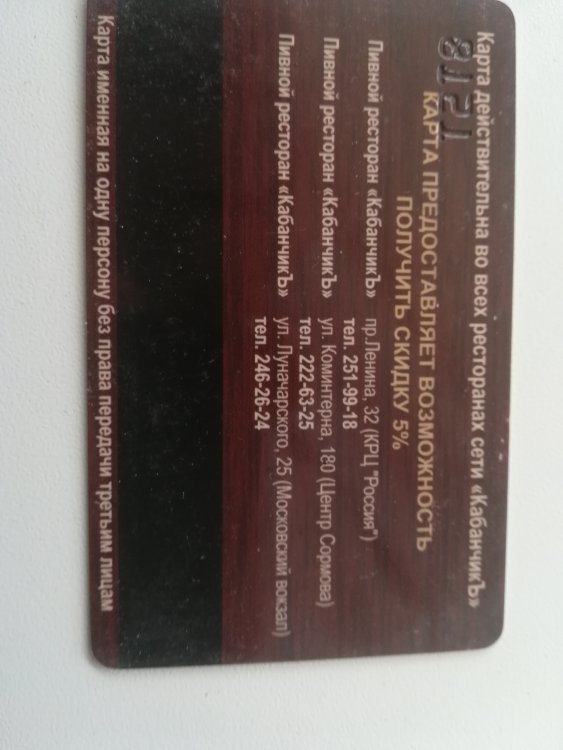 Карта действительна во всех ресторанах сети «КабанчикЪ»
КАРТА ПРЕДОСТАВЛЯЕТ ВОЗМОЖНОСТЬ
ПОЛУЧИТЬ СКИДКУ 5%
Пивной ресторан «КабанчикЪ» пр.Ленина, 32 (КРЦ "Россия")
тел. 251-99-18
Пивной ресторан «КабанчикЪ» ул. Коминтерна, 180 (Центр Сормова)
тел. 222-63-25
Пивной ресторан «КабанчикЪ» ул. Луначарского, 25 (Московский вокзал)
тел. 246-26-24
Карта именная на одну персону без права передачи третьим лицам